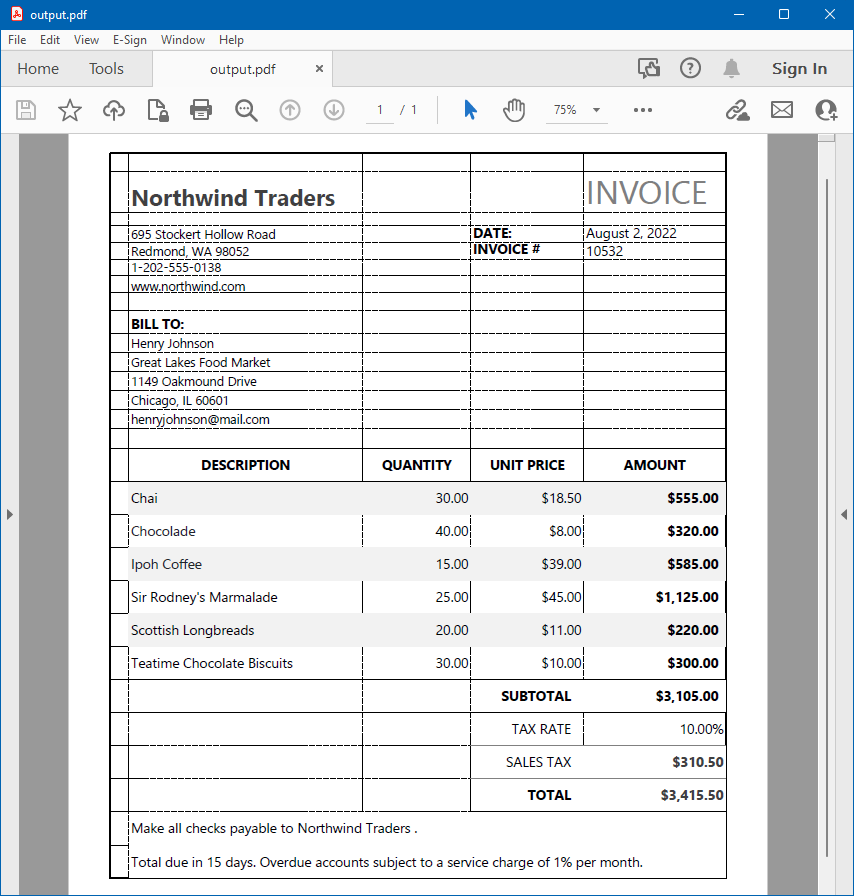 output.pdf
File Edit View E-Sign Window Help
Home Tools output.pdf × Sign In
1 / 1 75%
Northwind Traders INVOICE
695 Stockert Hollow Road DATE: August 2, 2022
Redmond, WA 98052 INVOICE # 10532
1-202-555-0138
www.northwind.com
BILL TO:
Henry Johnson
Great Lakes Food Market
1149 Oakmound Drive
Chicago, IL 60601
henryjohnson@mail.com
DESCRIPTION QUANTITY UNIT PRICE AMOUNT
Chai 30.00 $18.50 $555.00
Chocolade 40.00 $8.00 $320.00
Ipoh Coffee 15.00 $39.00 $585.00
Sir Rodney's Marmalade 25.00 $45.00 $1,125.00
Scottish Longbreads 20.00 $11.00 $220.00
Teatime Chocolate Biscuits 30.00 $10.00 $300.00
SUBTOTAL $3,105.00
TAX RATE 10.00%
SALES TAX $310.50
TOTAL $3,415.50
Make all checks payable to Northwind Traders .
Total due in 15 days. Overdue accounts subject to a service charge of 1% per month.